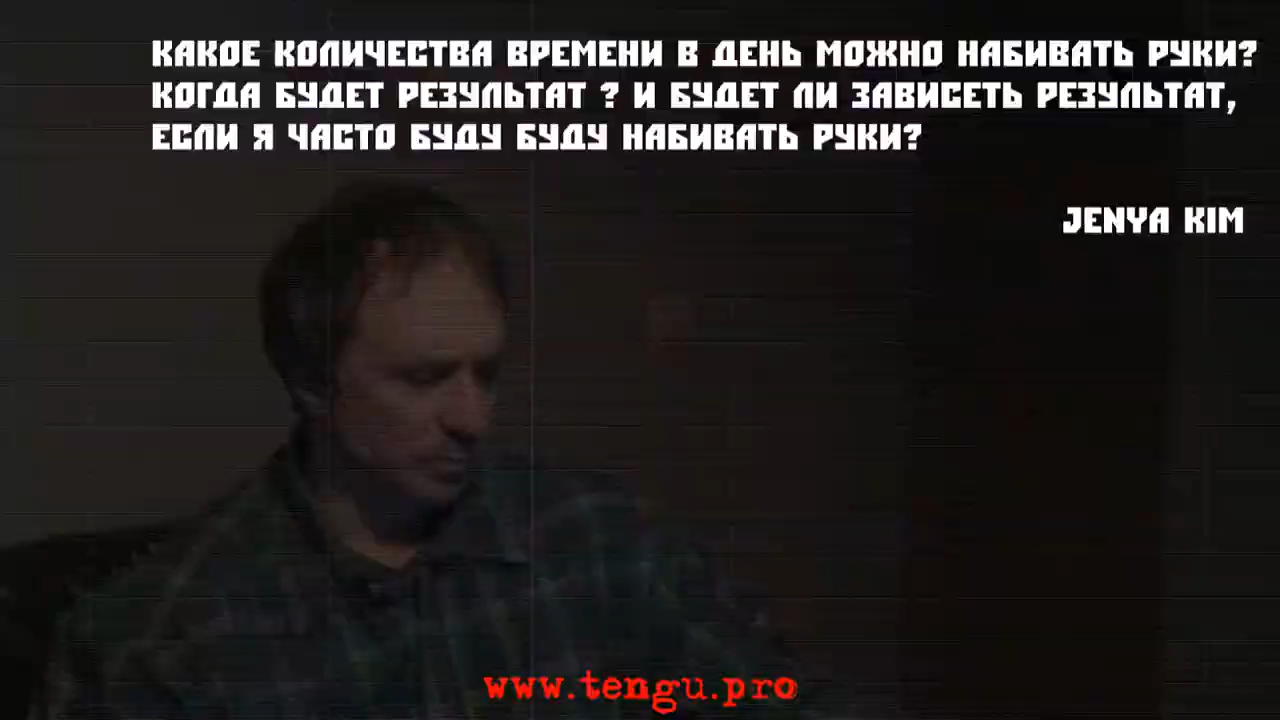 КАКОЕ КОЛИЧЕСТВА ВРЕМЕНИ В ДЕНЬ МОЖНО НАБИВАТЬ РУКИ?
КОГДА БУДЕТ РЕЗУЛЬТАТ ? И БУДЕТ ЛИ ЗАВИСЕТЬ РЕЗУЛЬТАТ,
ЕСЛИ Я ЧАСТО БУДУ БУДУ НАБИВАТЬ РУКИ?
JENYA KIM
www.tengu.pro